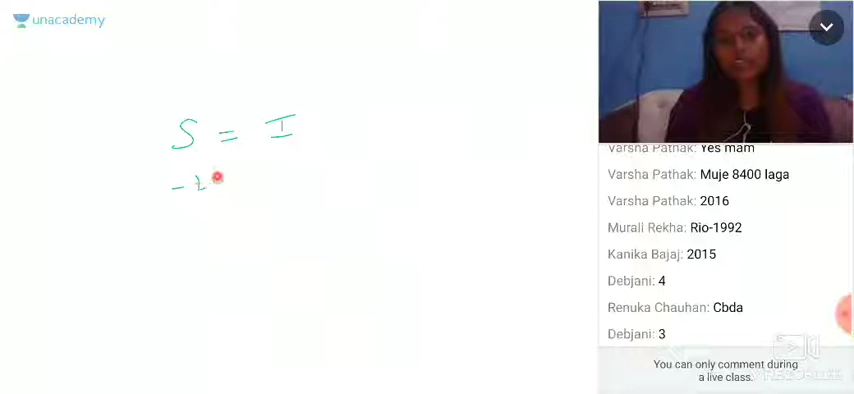 unacademy
S = I
Varsha Pathak: Yes mam
Varsha Pathak: Muje 8400 laga
Varsha Pathak: 2016
Murali Rekha: Rio-1992
Kanika Bajaj: 2015
Debjani: 4
Renuka Chauhan: Cbda
Debjani: 3
You can only comment during
a live class.